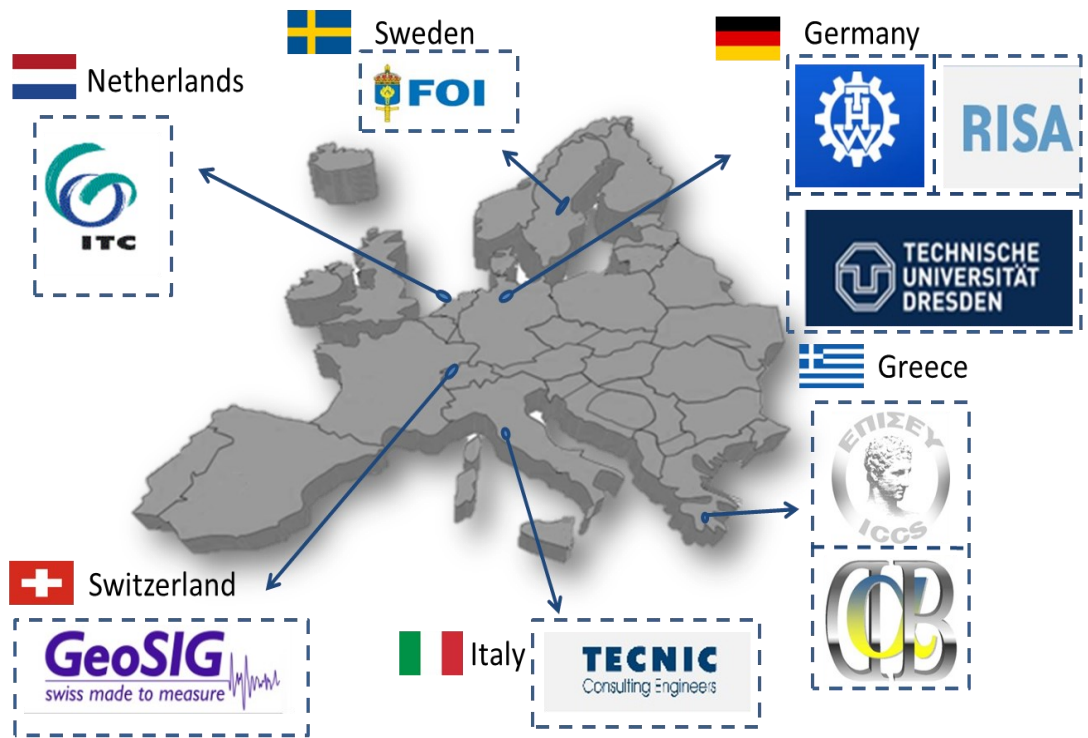 Sweden
FOI
Germany
THW
RISA
TECHNISCHE
UNIVERSITÄT
DRESDEN
Netherlands
ITC
Greece
ΕΠΙΣΕΥ
ICCS
Switzerland
GeoSIG
swiss made to measure
Italy
TECNIC
Consulting Engineers